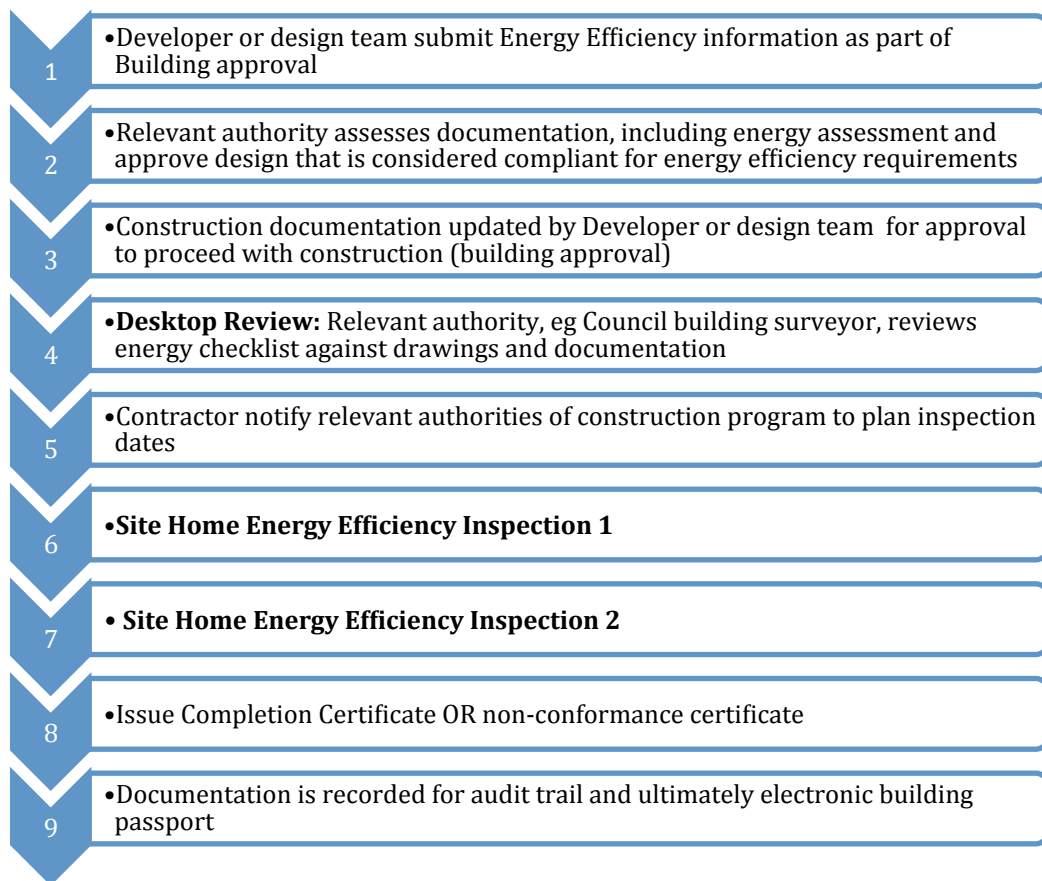 1
•Developer or design team submit Energy Efficiency information as part of
Building approval
2
•Relevant authority assesses documentation, including energy assessment and
approve design that is considered compliant for energy efficiency requirements
3
•Construction documentation updated by Developer or design team  for approval
to proceed with construction (building approval)
4
•Desktop Review: Relevant authority, eg Council building surveyor, reviews
energy checklist against drawings and documentation
5
•Contractor notify relevant authorities of construction program to plan inspection
dates
6
•Site Home Energy Efficiency Inspection 1
7
• Site Home Energy Efficiency Inspection 2
8
•Issue Completion Certificate OR non-conformance certificate
9
•Documentation is recorded for audit trail and ultimately electronic building
passport